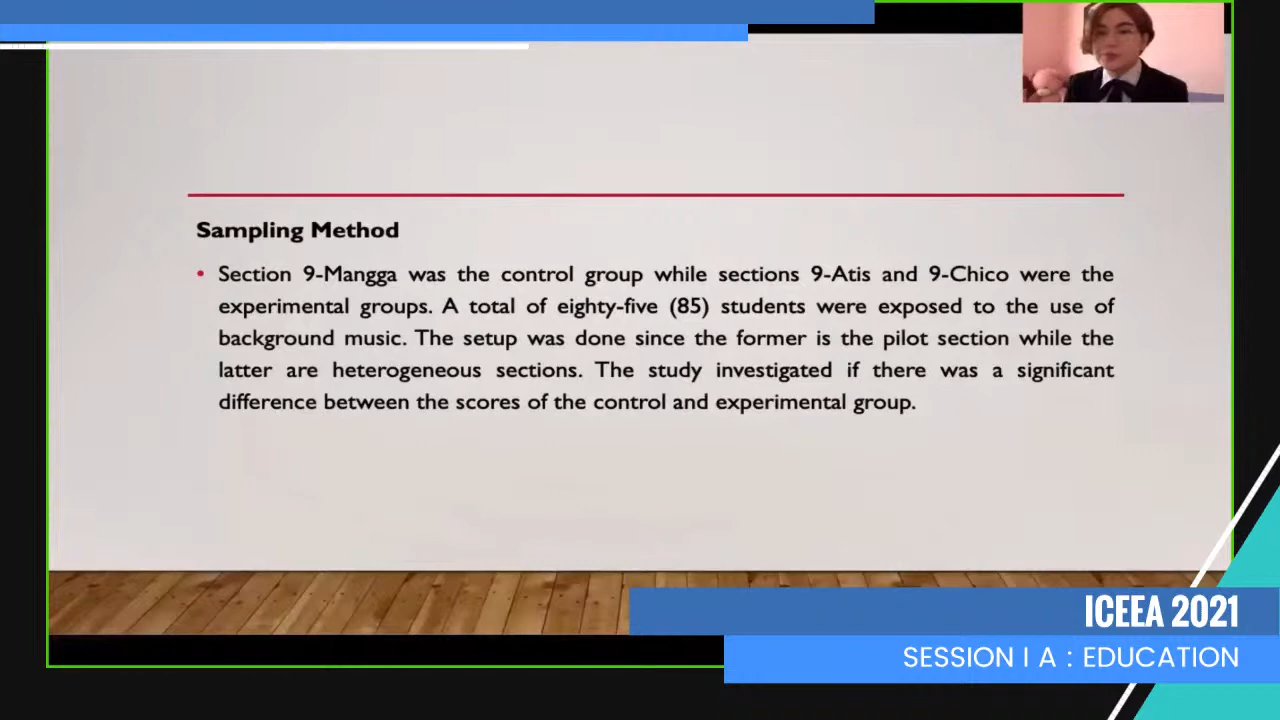 Sampling Method
• Section 9-Mangga was the control group while sections 9-Atis and 9-Chico were the
experimental groups. A total of eighty-five (85) students were exposed to the use of
background music. The setup was done since the former is the pilot section while the
latter are heterogeneous sections. The study investigated if there was a significant
difference between the scores of the control and experimental group.
ICEEA 2021
SESSION I A : EDUCATION